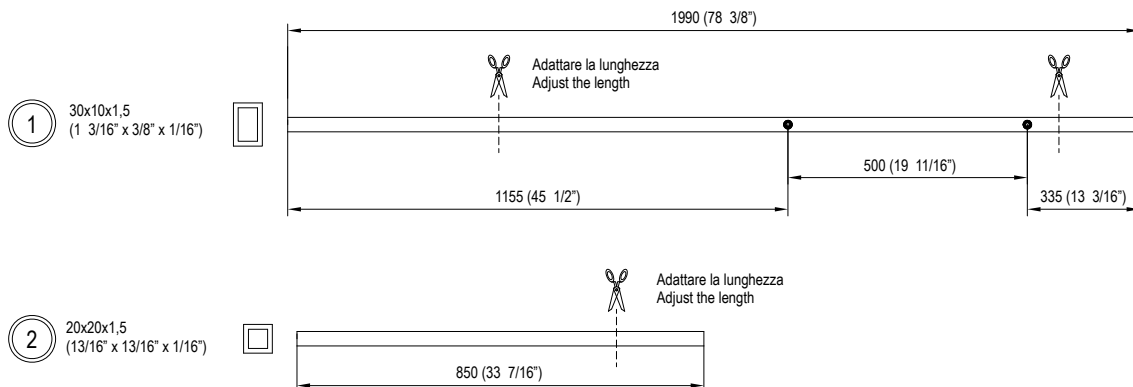 1990 (78 3/8”)
Adattare la lunghezza
Adjust the length
1
30x10x1,5
(1 3/16” x 3/8” x 1/16”)
500 (19 11/16”)
1155 (45 1/2”)
335 (13 3/16”)
Adattare la lunghezza
Adjust the length
2
20x20x1,5
(13/16” x 13/16” x 1/16”)
850 (33 7/16”)